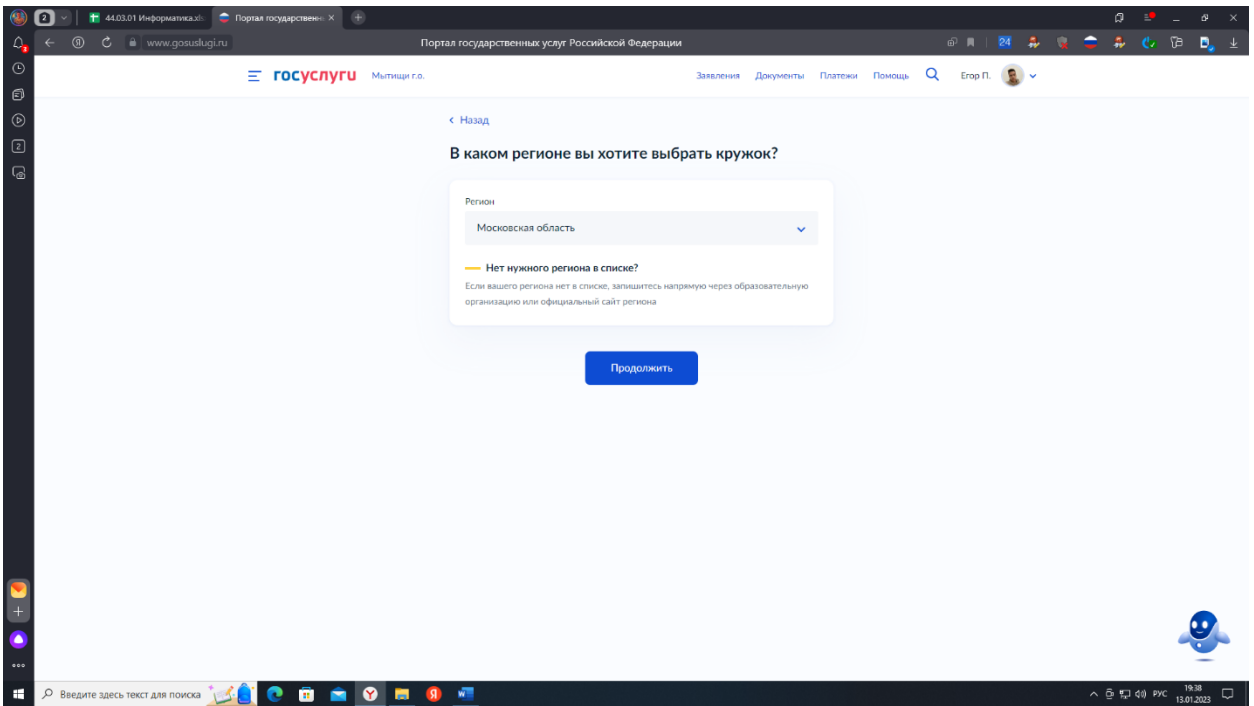 2
44.03.01 Информатика.xls
Портал государственн
www.gosuslugi.ru
Портал государственных услуг Российской Федерации
24
госуслуги
Мытищи г.о.
Заявления
Документы
Платежи
Помощь
Егор П.
2
Назад
В каком регионе вы хотите выбрать кружок?
Регион
Московская область
Нет нужного региона в списке?
Если вашего региона нет в списке, запишитесь напрямую через образовательную
организацию или официальный сайт региона
Продолжить
Введите здесь текст для поиска
РУС
19:38
13.01.2023